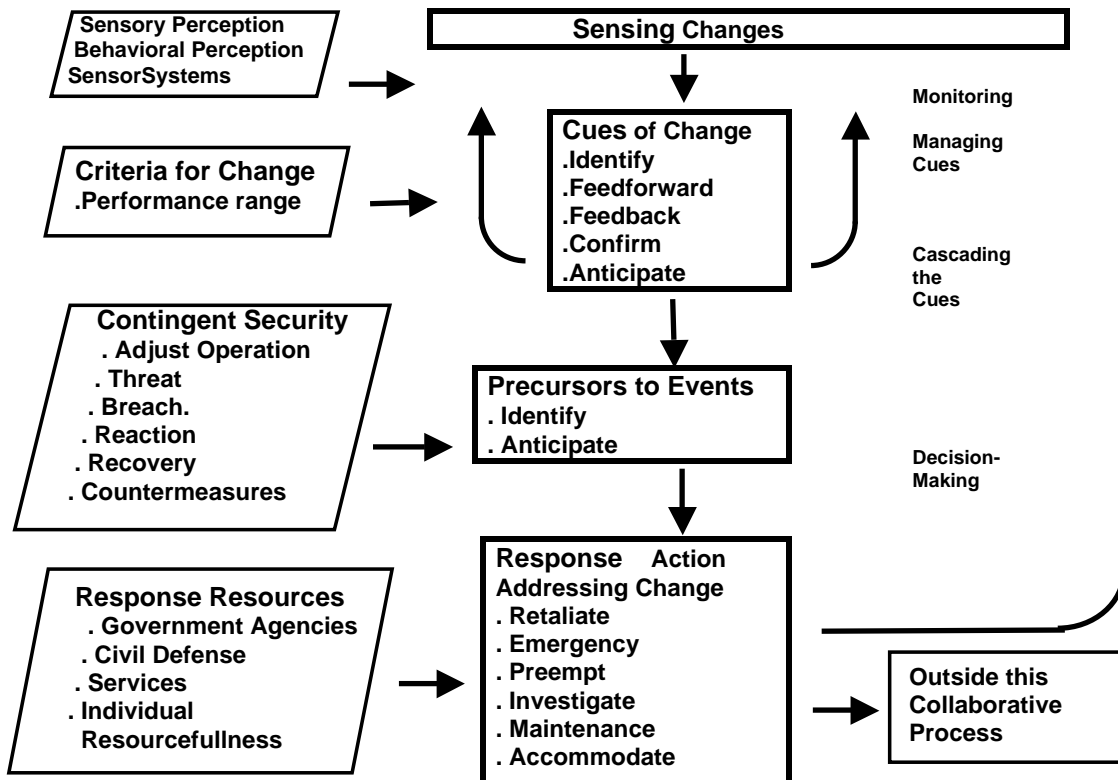 Sensory Perception
Behavioral Perception
SensorSystems
Sensing Changes
Monitoring
Managing
Cues
Cascading
the
Cues
Cues of Change
.Identify
.Feedforward
.Feedback
.Confirm
.Anticipate
Criteria for Change
.Performance range
Contingent Security
. Adjust Operation
. Threat
. Breach.
. Reaction
. Recovery
. Countermeasures
Precursors to Events
. Identify
. Anticipate
Decision-
Making
Response Resources
. Government Agencies
. Civil Defense
. Services
. Individual
Resourcefullness
Response Action
Addressing Change
. Retaliate
. Emergency
. Preempt
. Investigate
. Maintenance
. Accommodate
Outside this
Collaborative
Process